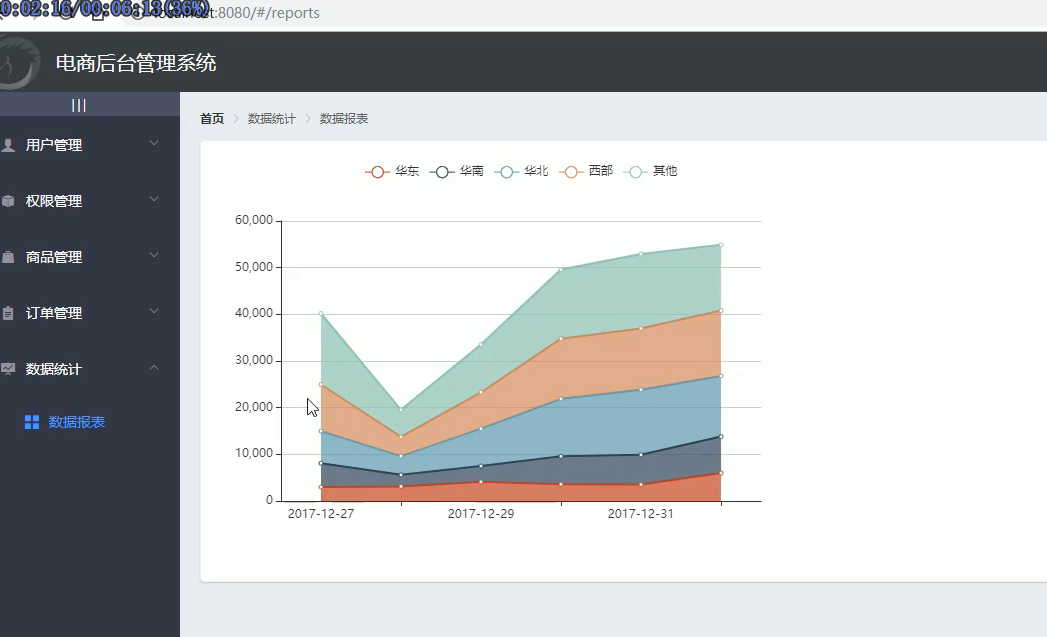 0:02:16/00:06:13(36%)
localhost:8080/#/reports
电商后台管理系统
|||
首页 > 数据统计 > 数据报表
用户管理
权限管理
商品管理
订单管理
数据统计
数据报表
华东 华南 华北 西部 其他
60,000
50,000
40,000
30,000
20,000
10,000
0
2017-12-27 2017-12-29 2017-12-31